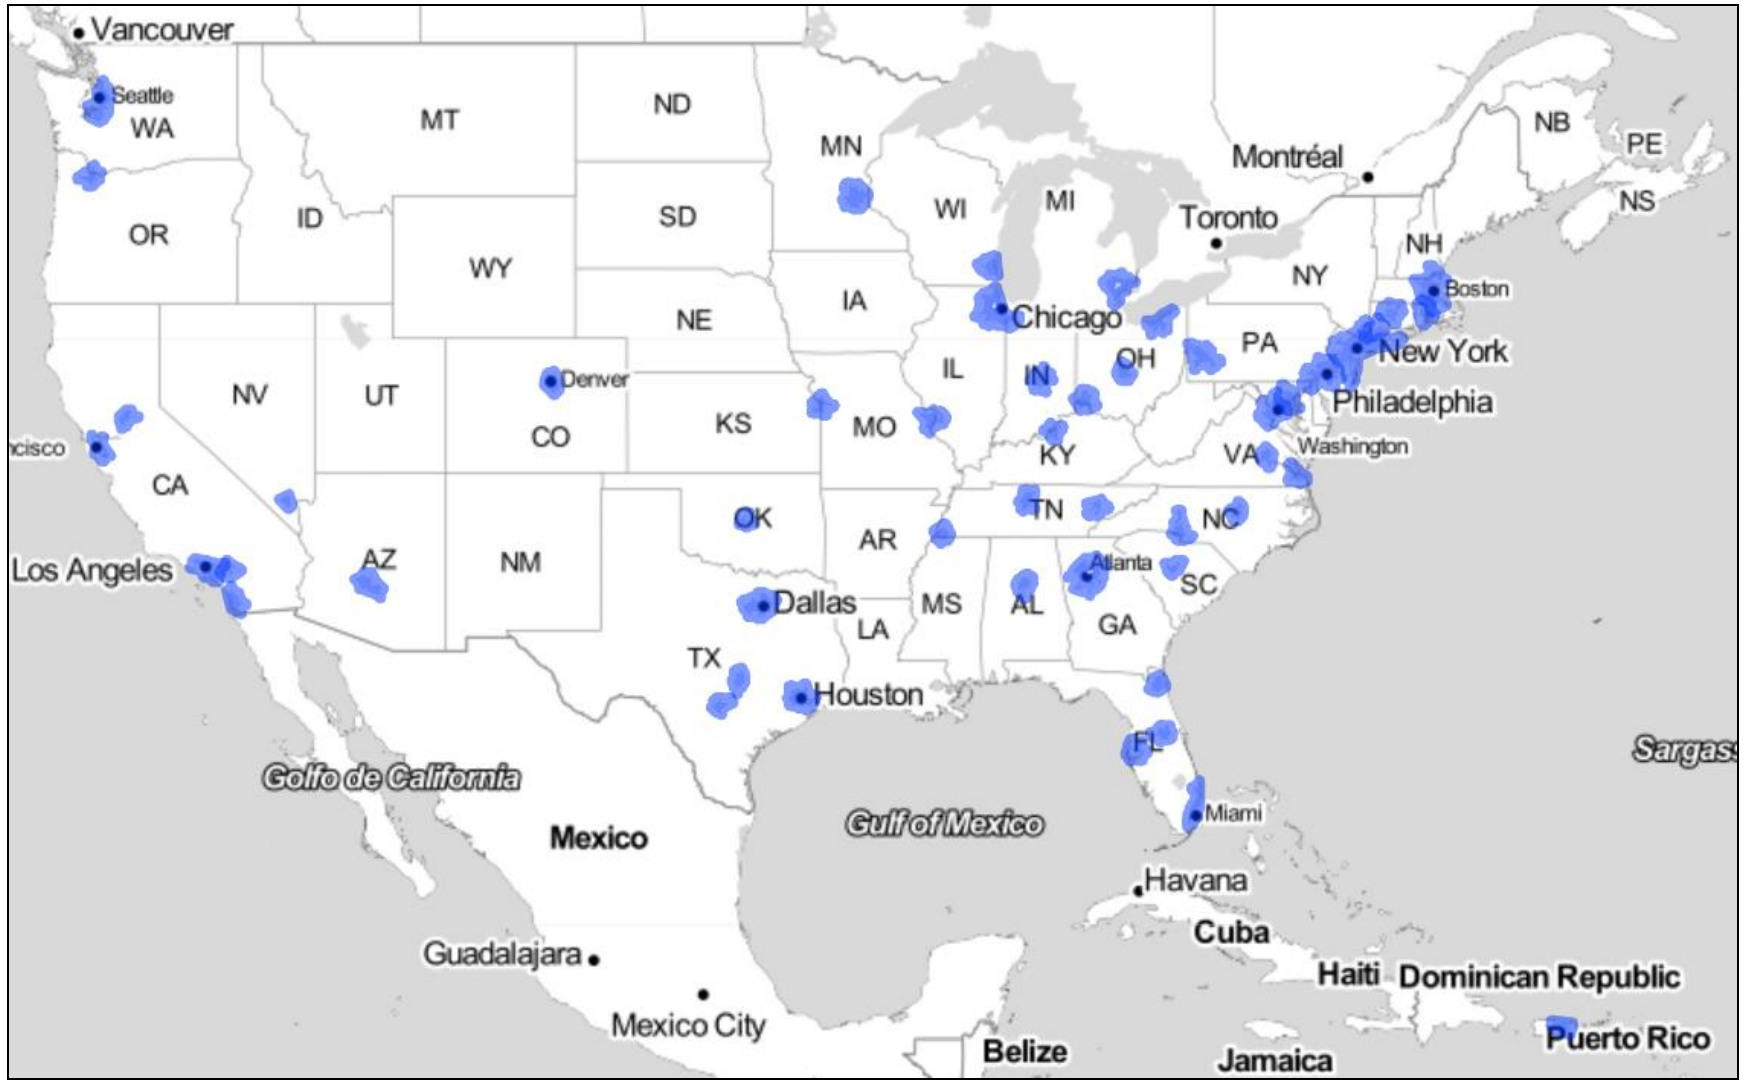 Vancouver
Seattle
WA
MT
ND
MN
NB
PE
Montréal
NS
OR
ID
SD
WI
MI
Toronto
NH
WY
NY
Boston
IA
NE
Chicago
PA
New York
NV
UT
Denver
CO
KS
MO
IL
IN
OH
Philadelphia
ncisco
CA
KY
VA
Washington
OK
AR
TN
NC
Los Angeles
AZ
NM
Atlanta
SC
Dallas
MS
AL
GA
LA
TX
Houston
FL
Sargass
Golfo de California
Gulf of Mexico
Miami
Mexico
Havana
Cuba
Guadalajara
Haiti
Dominican Republic
Mexico City
Puerto Rico
Belize
Jamaica